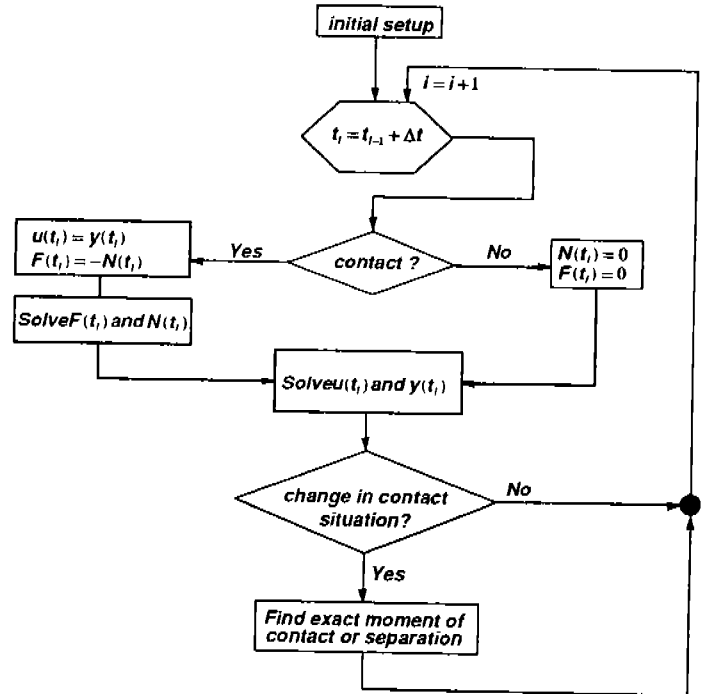 initial setup
i = i+1
t_i = t_{i-1} + Δt
u(t_i) = y(t_i)
F(t_i) = -N(t_i)
Yes
contact ?
No
N(t_i) = 0
F(t_i) = 0
SolveF(t_i) and N(t_i)
Solveu(t_i) and y(t_i)
change in contact
situation?
No
Yes
Find exact moment of
contact or separation